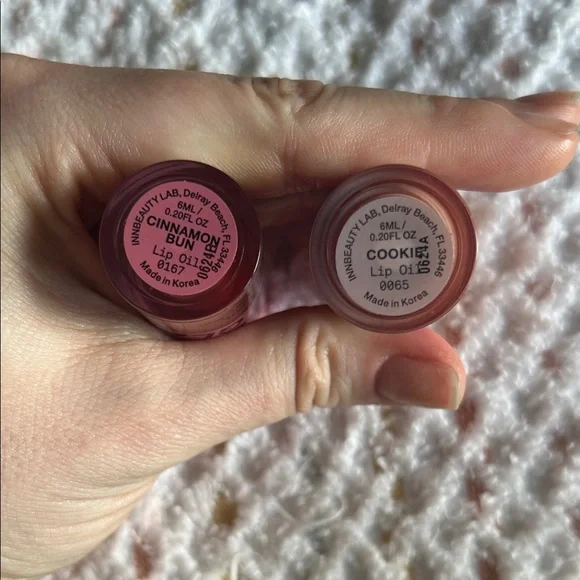 INNBEAUTY LAB, Delray Beach, FL 33446
6ML/
0.20FL OZ
CINNAMON
BUN
Lip Oil
0167
Made in Korea
INNBEAUTY LAB, Delray Beach, FL 33446
6ML/
0.20FL OZ
COOKIE
Lip Oil
0065
Made in Korea
0624A